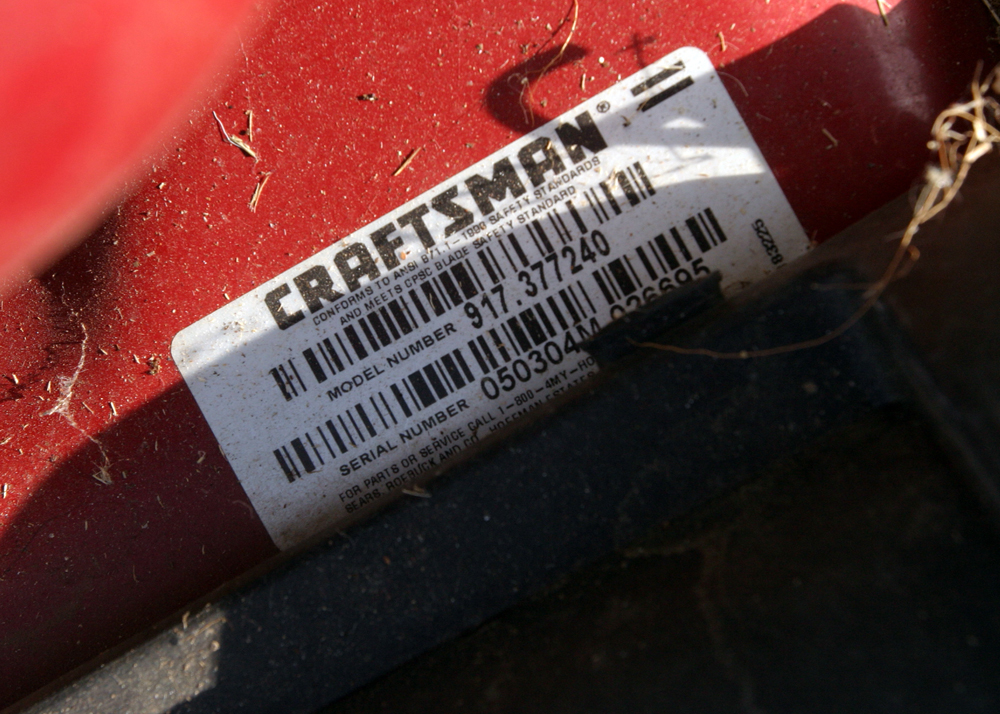 CRAFTSMAN®
CONFORMS TO ANSI B71.1-1990 SAFETY STANDARDS
AND MEETS CPSC BLADE SAFETY STANDARD
MODEL NUMBER 917.377240
SERIAL NUMBER 050304M 026695
FOR PARTS OR SERVICE CALL 1-800-4MY-HO
SEARS, ROEBUCK AND CO. HOFFMAN ESTATES